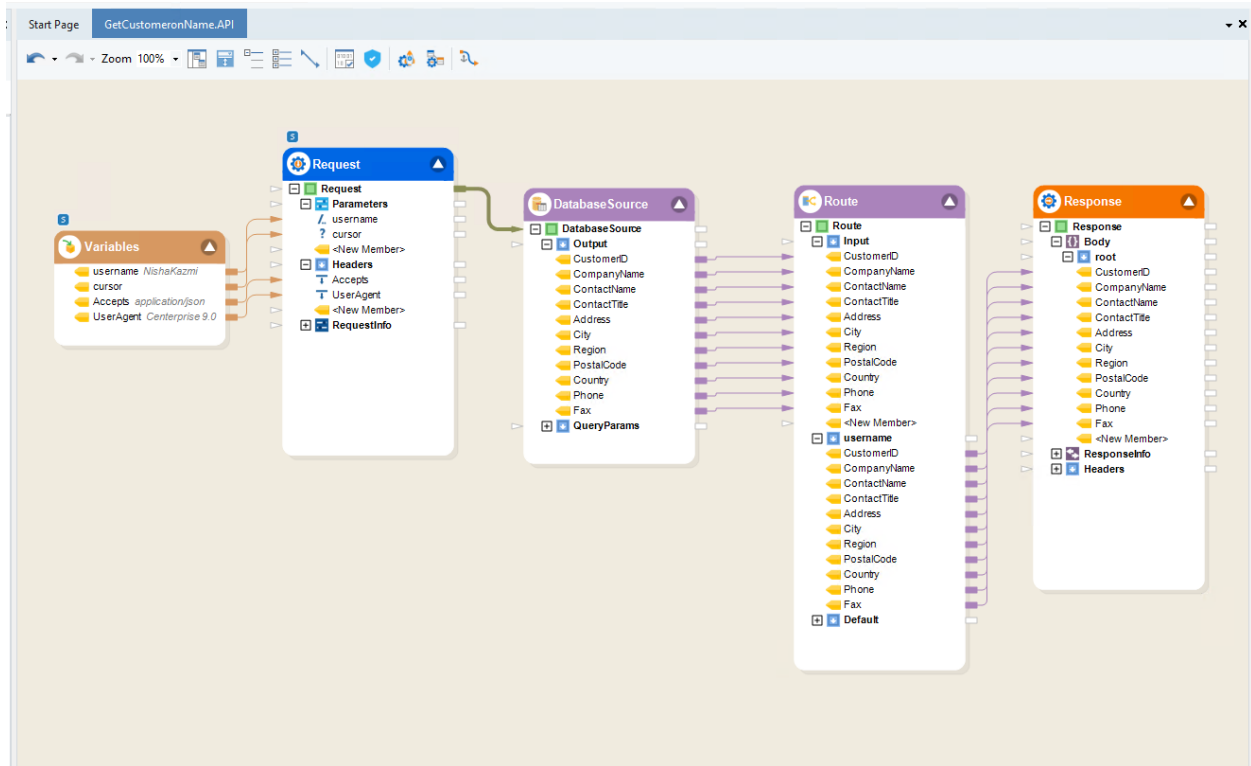 Start Page
GetCustomeronName.API
Zoom 100%
S
Request
Request
Parameters
username
cursor
<New Member>
Headers
Accepts
UserAgent
<New Member>
RequestInfo
S
Variables
username NishaKazmi
cursor
Accepts application/json
UserAgent Centerprise 9.0
DatabaseSource
DatabaseSource
Output
CustomerID
CompanyName
ContactName
ContactTitle
Address
City
Region
PostalCode
Country
Phone
Fax
QueryParams
Route
Route
Input
CustomerID
CompanyName
ContactName
ContactTitle
Address
City
Region
PostalCode
Country
Phone
Fax
<New Member>
username
CustomerID
CompanyName
ContactName
ContactTitle
Address
City
Region
PostalCode
Country
Phone
Fax
Default
Response
Response
Body
root
CustomerID
CompanyName
ContactName
ContactTitle
Address
City
Region
PostalCode
Country
Phone
Fax
<New Member>
ResponseInfo
Headers